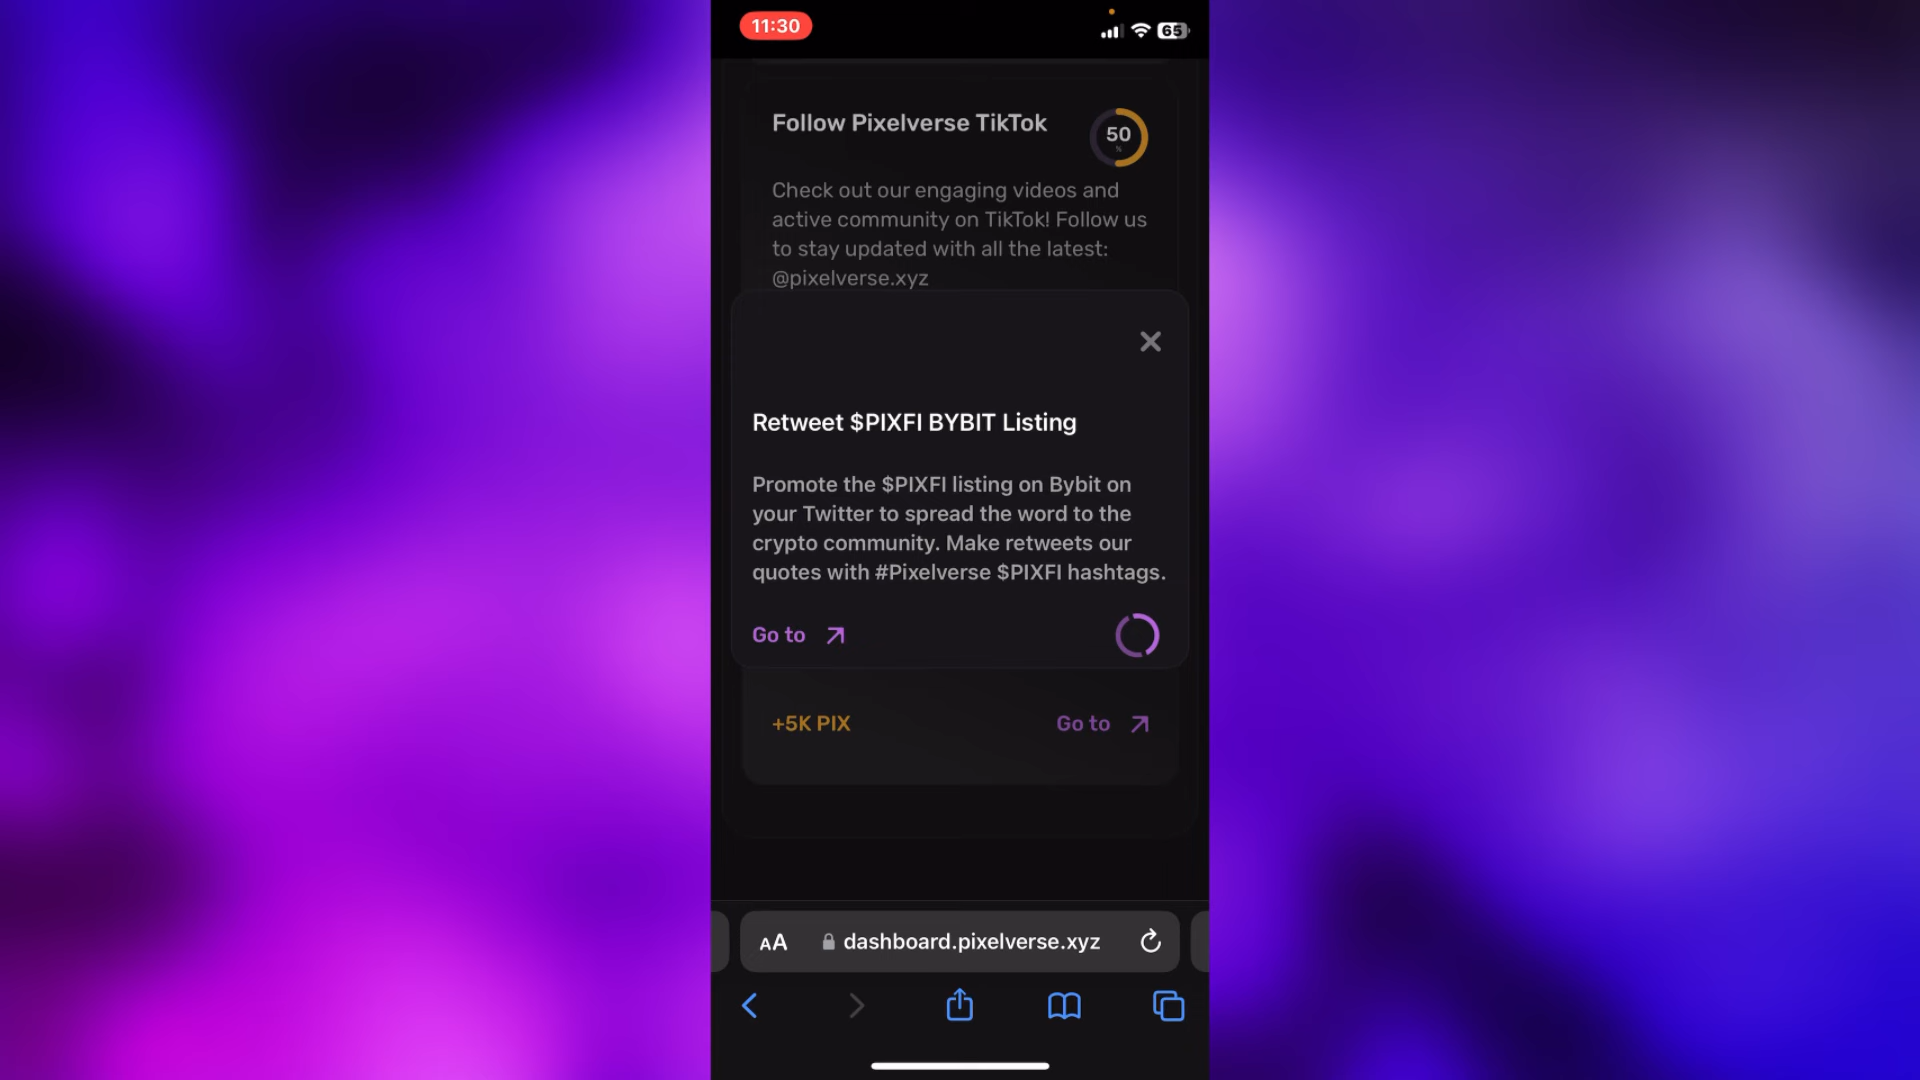 11:30
65
Follow Pixelverse TikTok
50
%
Check out our engaging videos and
active community on TikTok! Follow us
to stay updated with all the latest:
@pixelverse.xyz
Retweet $PIXFI BYBIT Listing
Promote the $PIXFI listing on Bybit on
your Twitter to spread the word to the
crypto community. Make retweets our
quotes with #Pixelverse $PIXFI hashtags.
Go to
+5K PIX
Go to
AA
dashboard.pixelverse.xyz